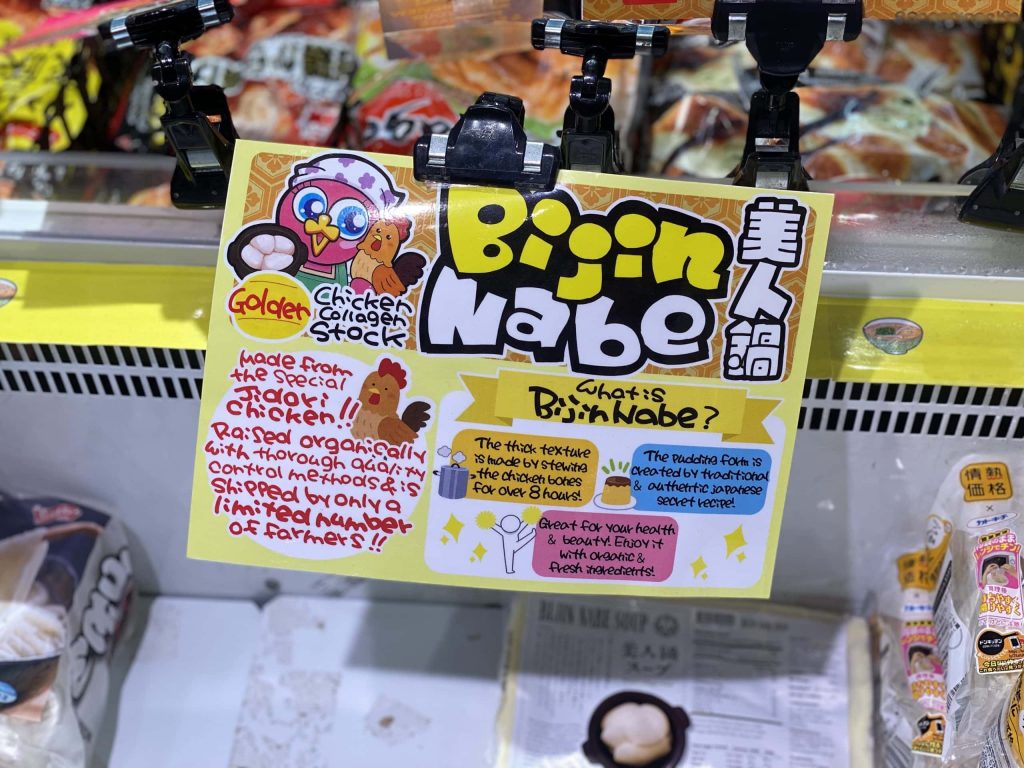 Bijin
Nabe
美人鍋
Golden
Chicken
Collagen
Stock
Made from
the Special
Jidori
Chicken!!
Raised organically
with thorough quality
control methods & is
Shipped by only a
limited number
of farmers!!
What is
Bijin Nabe?
The thick texture
is made by stewing
the chicken bones
for over 8 hours!
The pudding form is
created by traditional
& authentic japanese
secret recipe!
Great for your health
& beauty! Enjoy it
with organic &
fresh ingredients!
BIJIN NABE SOUP
美人鍋
スープ
情熱
価格